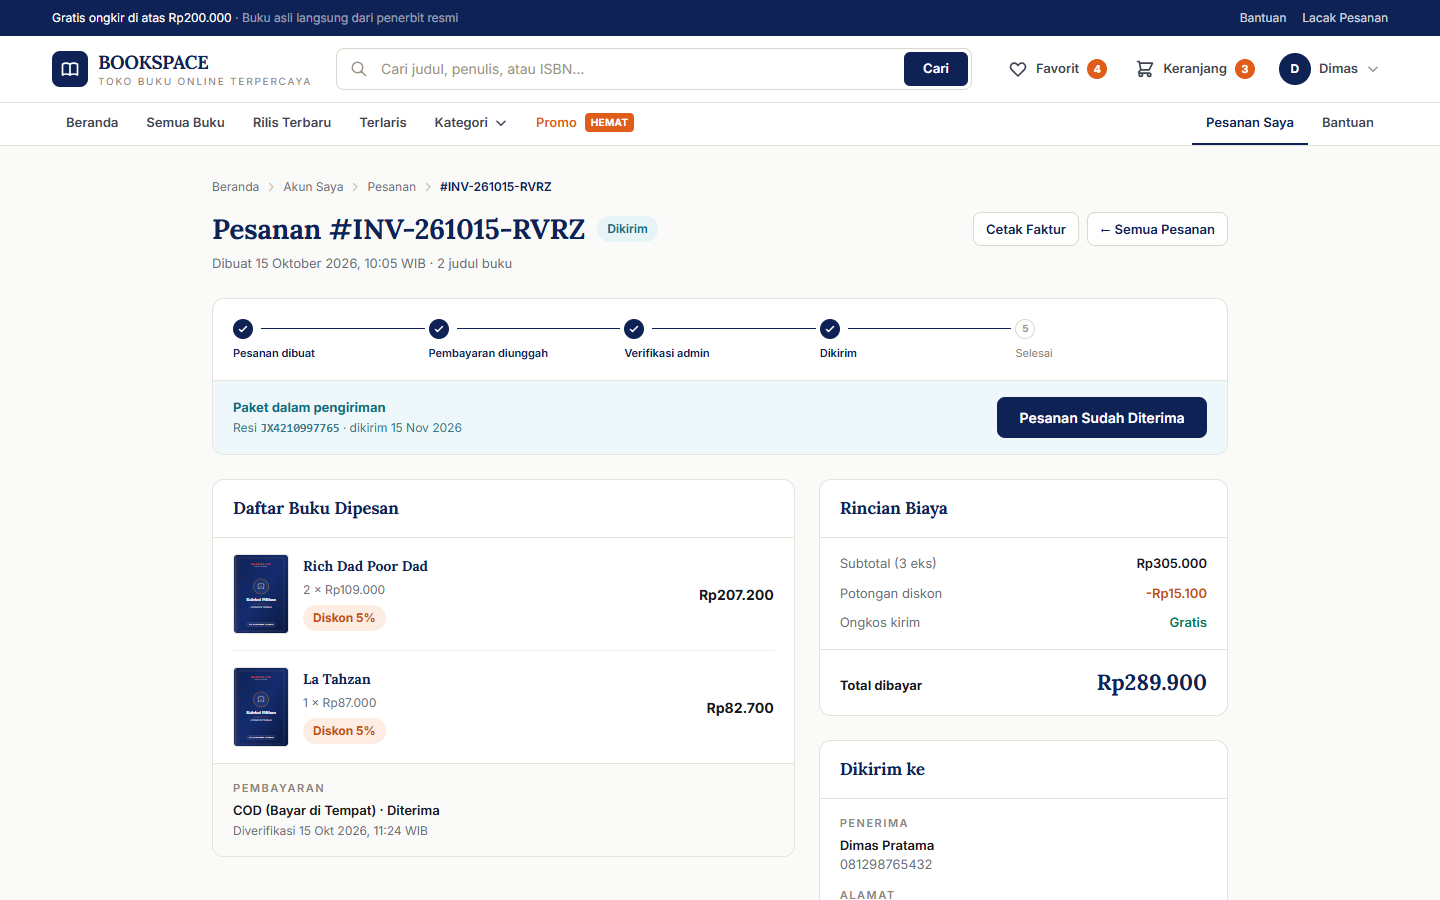 Gratis ongkir di atas Rp200.000 · Buku asli langsung dari penerbit resmi
Bantuan
Lacak Pesanan
BOOKSPACE
TOKO BUKU ONLINE TERPERCAYA
Cari judul, penulis, atau ISBN...
Cari
Favorit 4
Keranjang 3
D Dimas
Beranda
Semua Buku
Rilis Terbaru
Terlaris
Kategori
Promo HEMAT
Pesanan Saya
Bantuan
Beranda > Akun Saya > Pesanan > #INV-261015-RVRZ
Pesanan #INV-261015-RVRZ
Dikirim
Cetak Faktur
← Semua Pesanan
Dibuat 15 Oktober 2026, 10:05 WIB · 2 judul buku
5
Pesanan dibuat
Pembayaran diunggah
Verifikasi admin
Dikirim
Selesai
Paket dalam pengiriman
Resi JX4210997765 · dikirim 15 Nov 2026
Pesanan Sudah Diterima
Daftar Buku Dipesan
Rich Dad Poor Dad
2 × Rp109.000
Diskon 5%
Rp207.200
La Tahzan
1 × Rp87.000
Diskon 5%
Rp82.700
PEMBAYARAN
COD (Bayar di Tempat) · Diterima
Diverifikasi 15 Okt 2026, 11:24 WIB
Rincian Biaya
Subtotal (3 eks)
Rp305.000
Potongan diskon
-Rp15.100
Ongkos kirim
Gratis
Total dibayar
Rp289.900
Dikirim ke
PENERIMA
Dimas Pratama
081298765432
ALAMAT